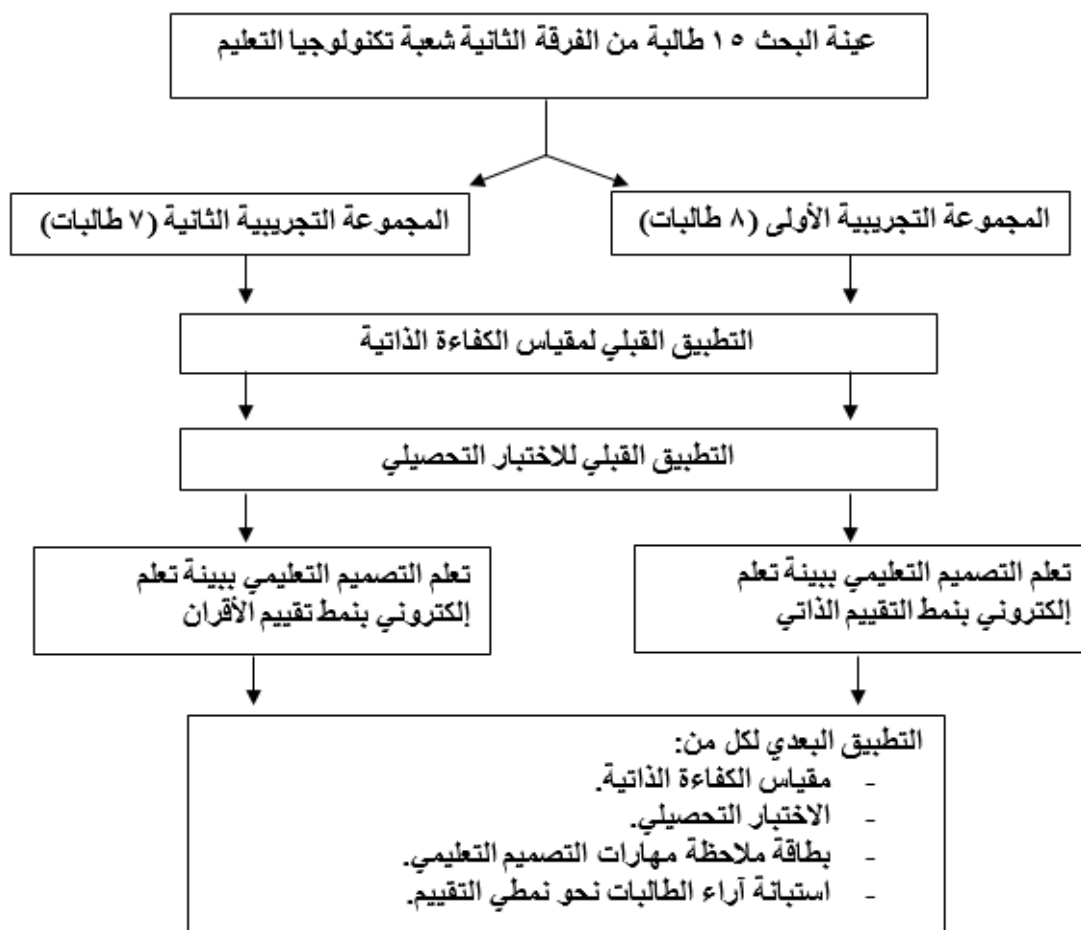 عينة البحث ١٥ طالبة من الفرقة الثانية شعبة تكنولوجيا التعليم
المجموعة التجريبية الأولى (٨ طالبات)
المجموعة التجريبية الثانية (٧ طالبات)
التطبيق القبلي لمقياس الكفاءة الذاتية
التطبيق القبلي للاختبار التحصيلي
تعلم التصميم التعليمي ببيئة تعلم
إلكتروني بنمط التقييم الذاتي
تعلم التصميم التعليمي ببيئة تعلم
إلكتروني بنمط تقييم الأقران
التطبيق البعدي لكل من:
- مقياس الكفاءة الذاتية.
- الاختبار التحصيلي.
- بطاقة ملاحظة مهارات التصميم التعليمي.
- استبانة آراء الطالبات نحو نمطي التقييم.